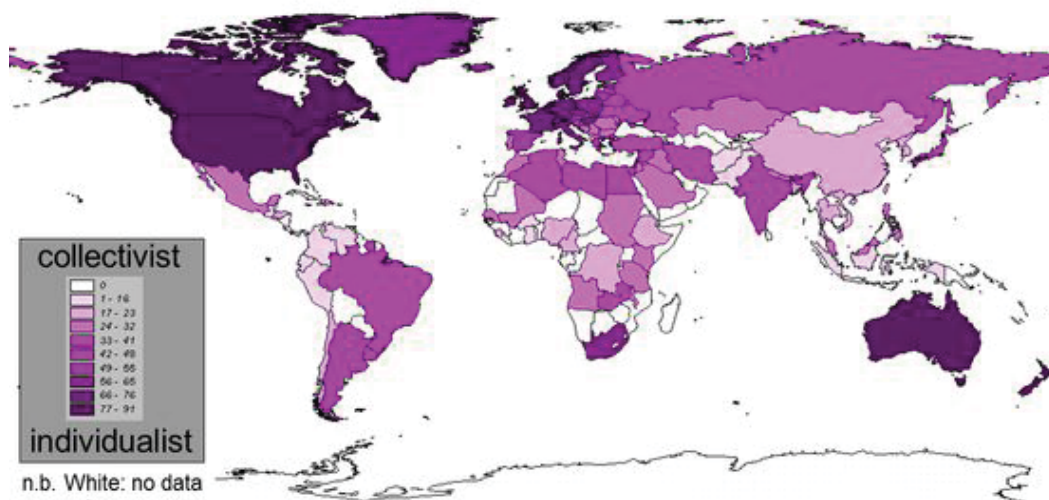 collectivist
0
1 - 16
17 - 23
24 - 32
33 - 41
42 - 48
49 - 55
56 - 65
66 - 76
77 - 91
individualist
n.b. White: no data